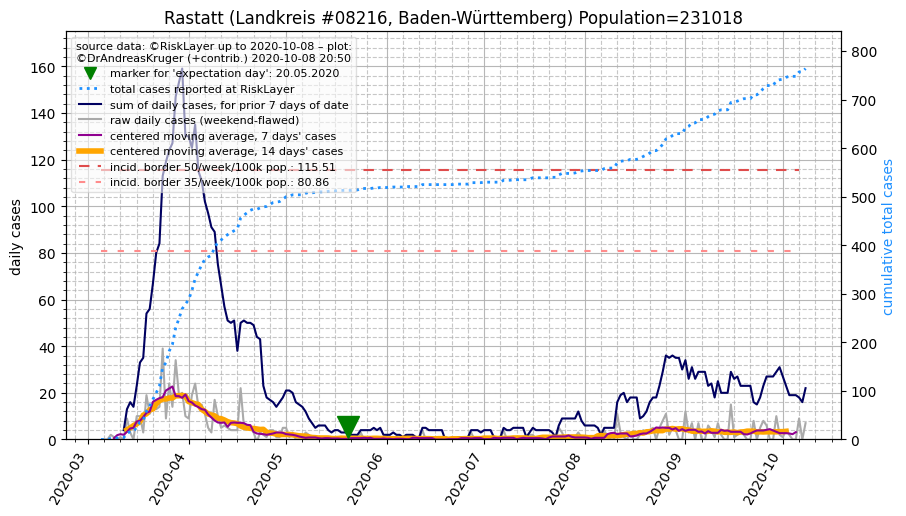 Rastatt (Landkreis #08216, Baden-Württemberg) Population=231018
source data: ©RiskLayer up to 2020-10-08 – plot:
©DrAndreasKruger (+contrib.) 2020-10-08 20:50
marker for 'expectation day': 20.05.2020
total cases reported at RiskLayer
sum of daily cases, for prior 7 days of date
raw daily cases (weekend-flawed)
centered moving average, 7 days' cases
centered moving average, 14 days' cases
incid. border 50/week/100k pop.: 115.51
incid. border 35/week/100k pop.: 80.86
daily cases
160
140
120
100
80
60
40
20
0
cumulative total cases
800
700
600
500
400
300
200
100
0
2020-03
2020-04
2020-05
2020-06
2020-07
2020-08
2020-09
2020-10